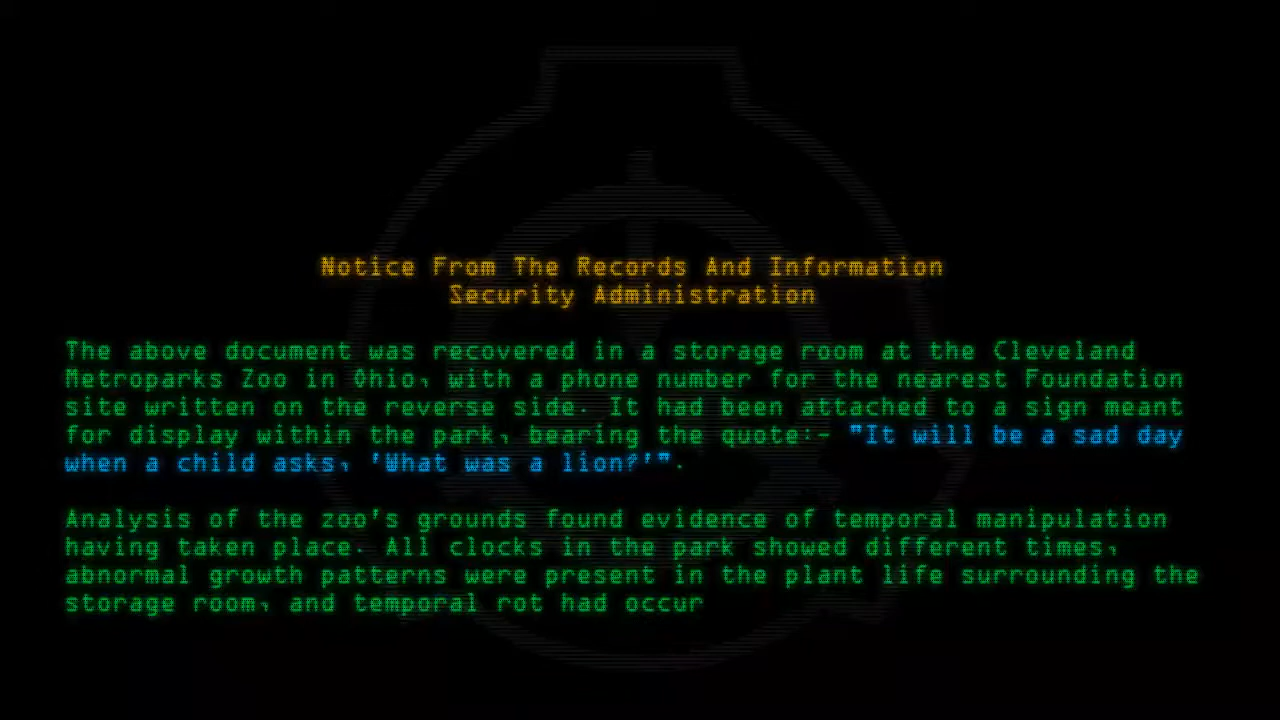 Notice From The Records And Information
Security Administration
The above document was recovered in a storage room at the Cleveland
Metroparks Zoo in Ohio, with a phone number for the nearest Foundation
site written on the reverse side. It had been attached to a sign meant
for display within the park, bearing the quote:- "It will be a sad day
when a child asks, 'What was a lion?'".
Analysis of the zoo's grounds found evidence of temporal manipulation
having taken place. All clocks in the park showed different times,
abnormal growth patterns were present in the plant life surrounding the
storage room, and temporal rot had occur